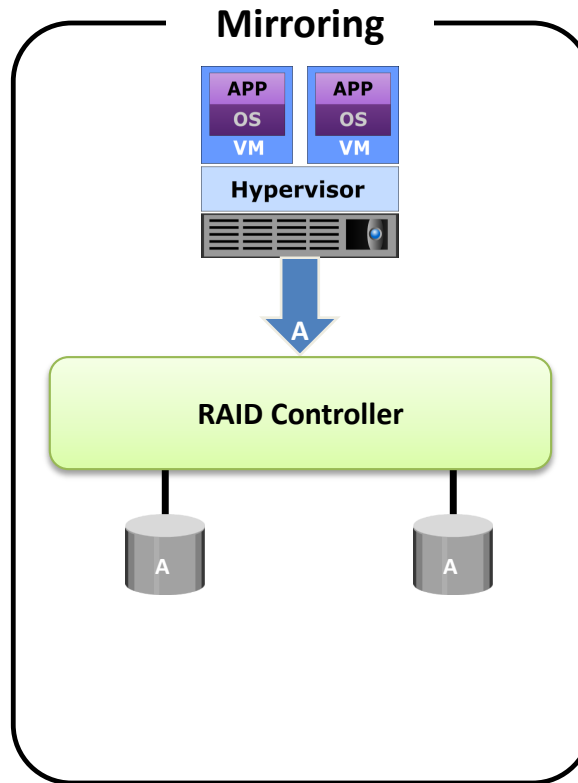 Mirroring
APP APP
OS OS
VM VM
Hypervisor
A
RAID Controller
A A